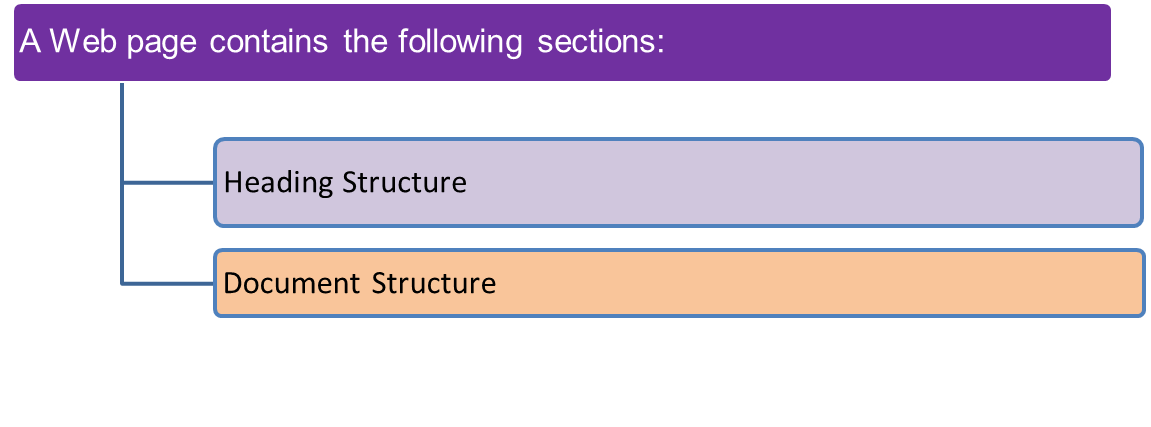 A Web page contains the following sections:
Heading Structure
Document Structure